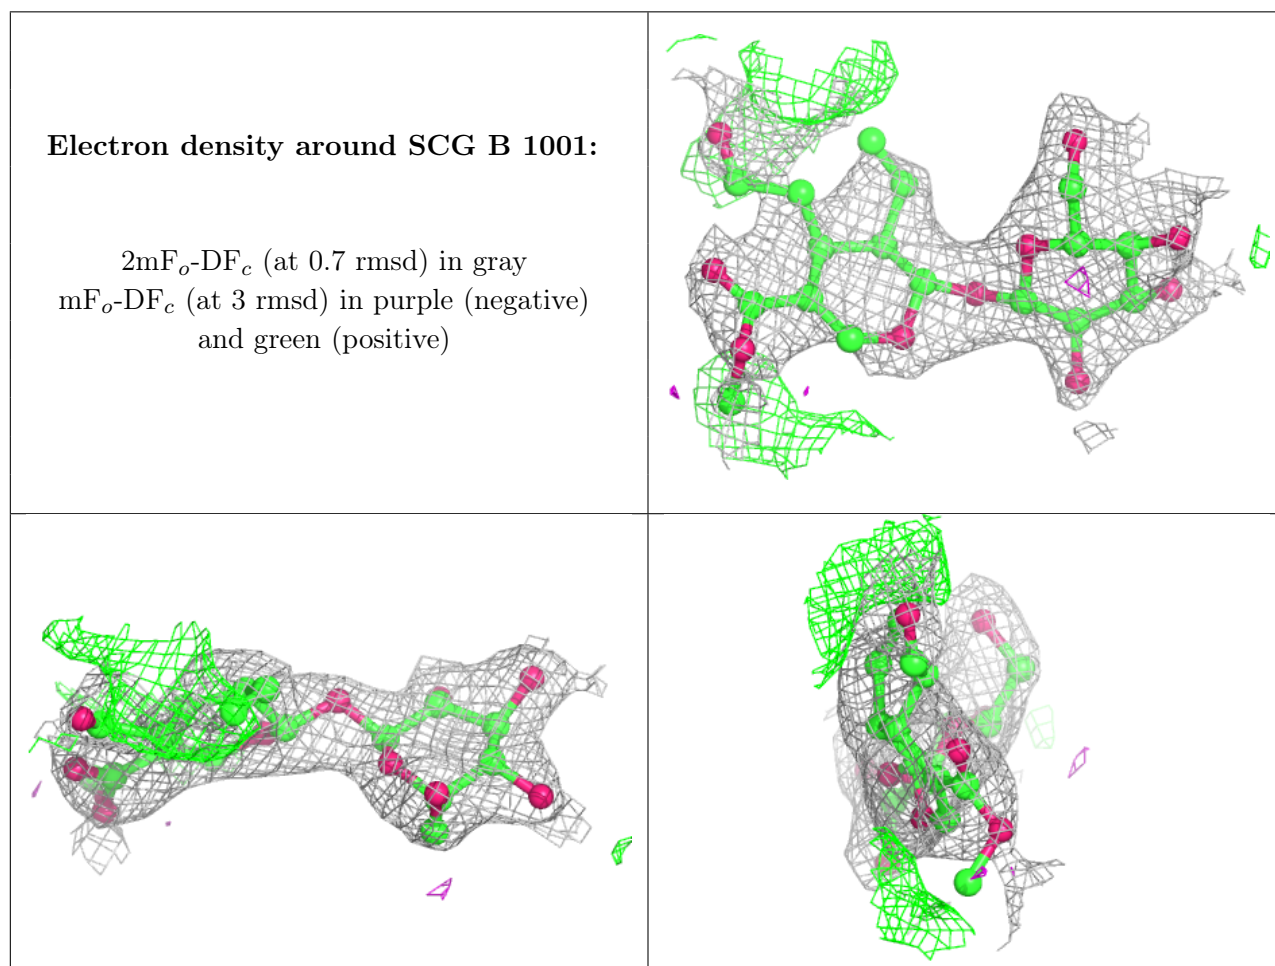 Electron density around SCG B 1001:
2mFo-DFc (at 0.7 rmsd) in gray
mFo-DFc (at 3 rmsd) in purple (negative)
and green (positive)